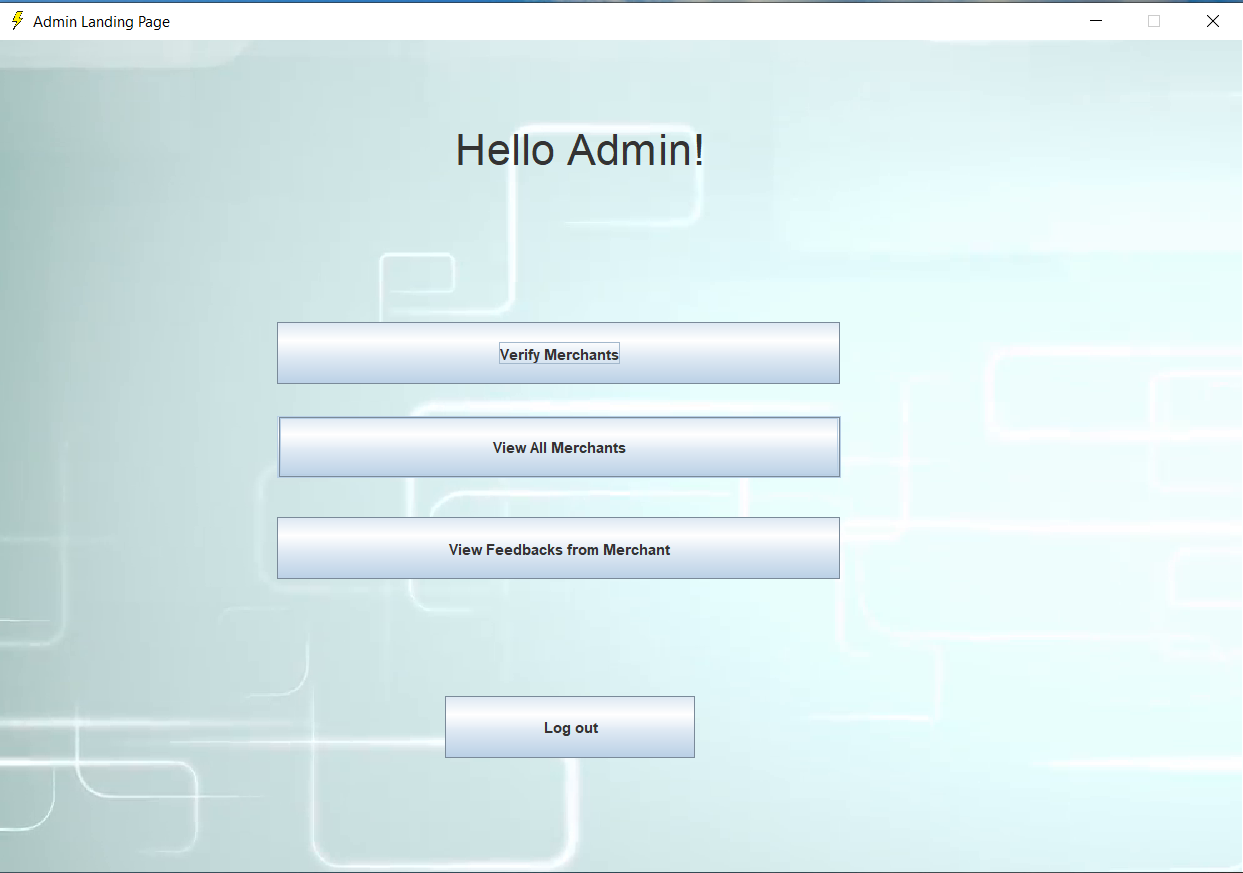 Admin Landing Page
Hello Admin!
Verify Merchants
View All Merchants
View Feedbacks from Merchant
Log out